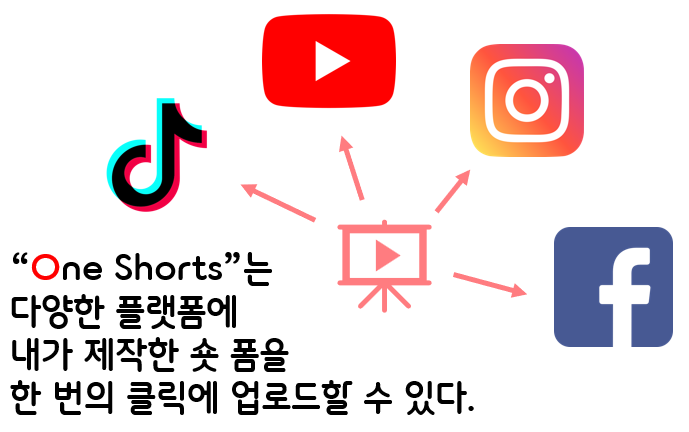 “One Shorts”는
다양한 플랫폼에
내가 제작한 숏 폼을
한 번의 클릭에 업로드할 수 있다.